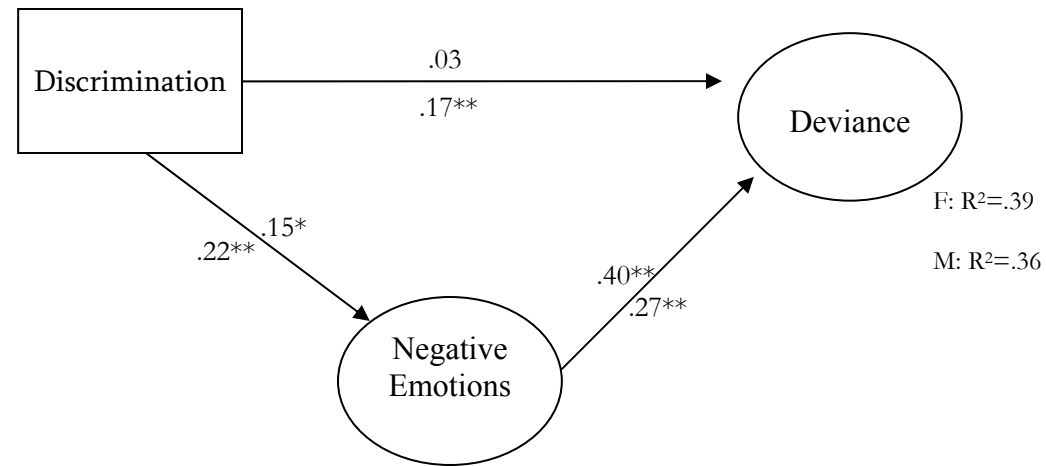 Discrimination
.03
.17**
Deviance
F: R²=.39
M: R²=.36
.15*
.22**
.40**
.27**
Negative
Emotions